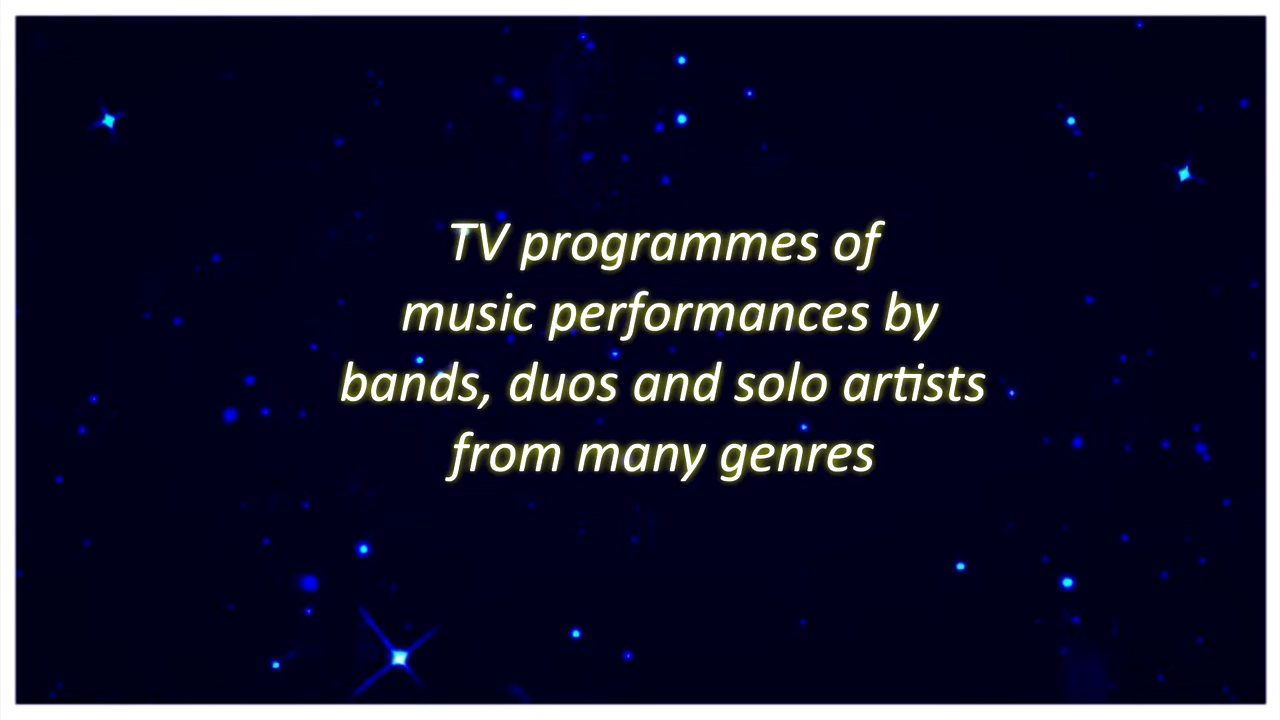 TV programmes of
music performances by
bands, duos and solo artists
from many genres